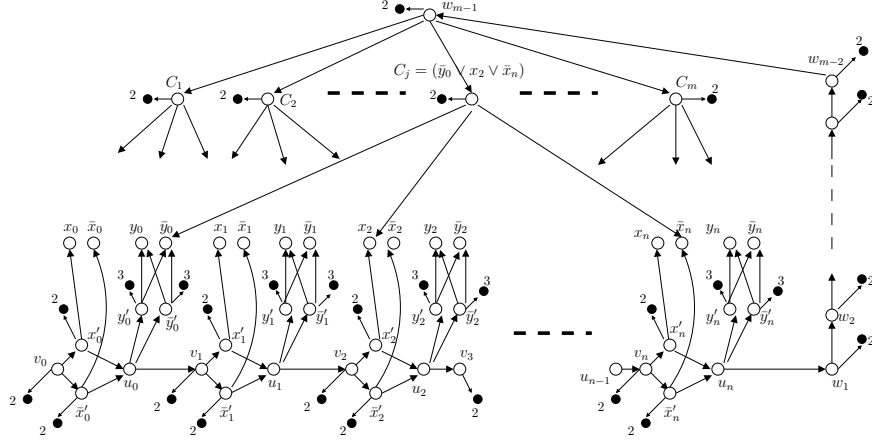 2 w_{m-1}
C_j = (ȳ_0 ∨ x_2 ∨ x̄_n)
2 w_{m-2}
2 C_1 2 C_2 2 C_m 2 2
x_0 x̄_0 y_0 ȳ_0 x_1 x̄_1 y_1 ȳ_1 x_2 x̄_2 y_2 ȳ_2 x_n x̄_n y_n ȳ_n
3 3 3 3 3 3 3 3 2
2 2 2 2
y'_0 ȳ'_0 y'_1 ȳ'_1 y'_2 ȳ'_2 y'_n ȳ'_n w_2
x'_0 x'_1 x'_2 x'_n 2
v_0 v_1 v_2 v_3 u_{n-1} v_n
u_0 u_1 u_2 u_n w_1
2 2 2 2 2
x̄'_0 x̄'_1 x̄'_2 x̄'_n
2 2 2 2